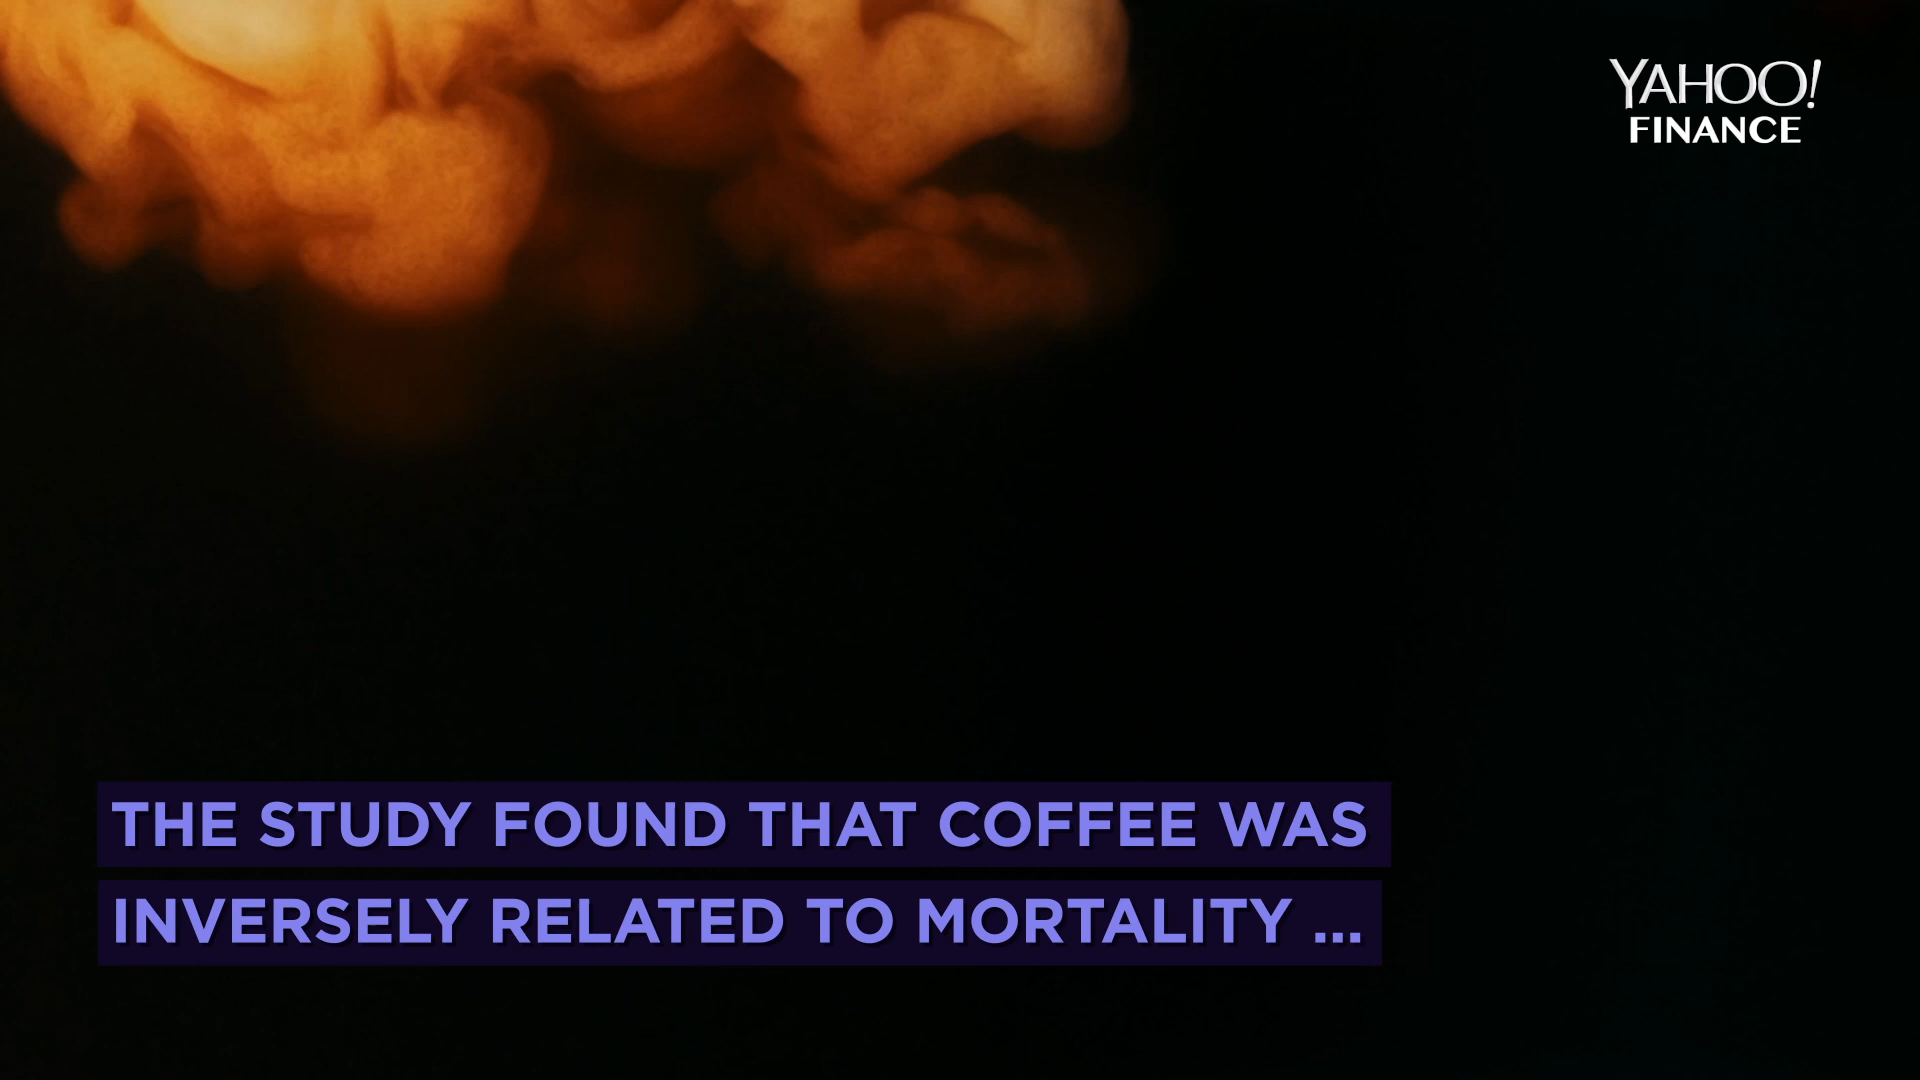 YAHOO!
FINANCE
THE STUDY FOUND THAT COFFEE WAS
INVERSELY RELATED TO MORTALITY ...